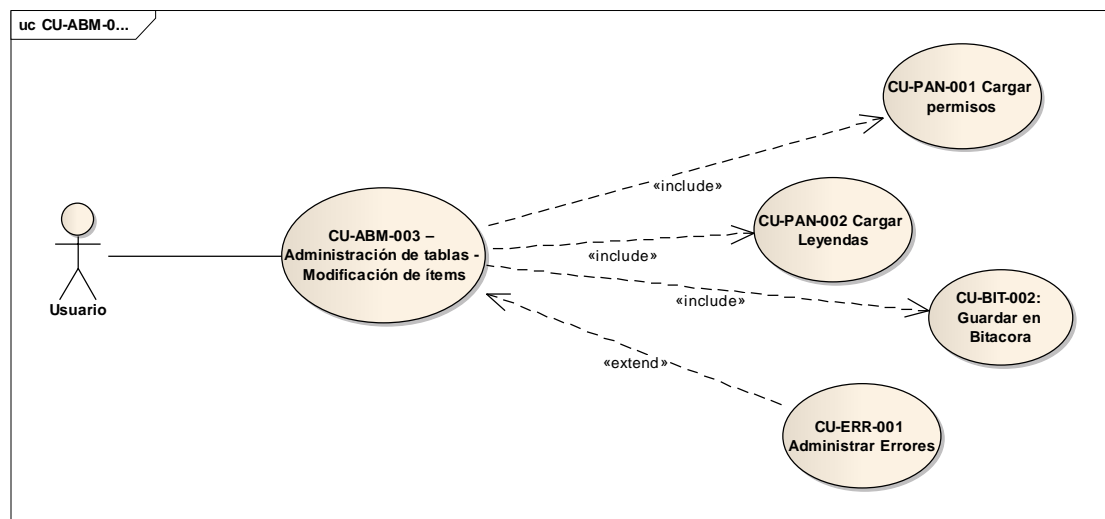 uc CU-ABM-0...
CU-PAN-001 Cargar
permisos
«include»
CU-ABM-003 –
Administración de tablas -
Modificación de ítems
CU-PAN-002 Cargar
Leyendas
«include»
Usuario
«include»
CU-BIT-002:
Guardar en
Bitacora
«extend»
CU-ERR-001
Administrar Errores